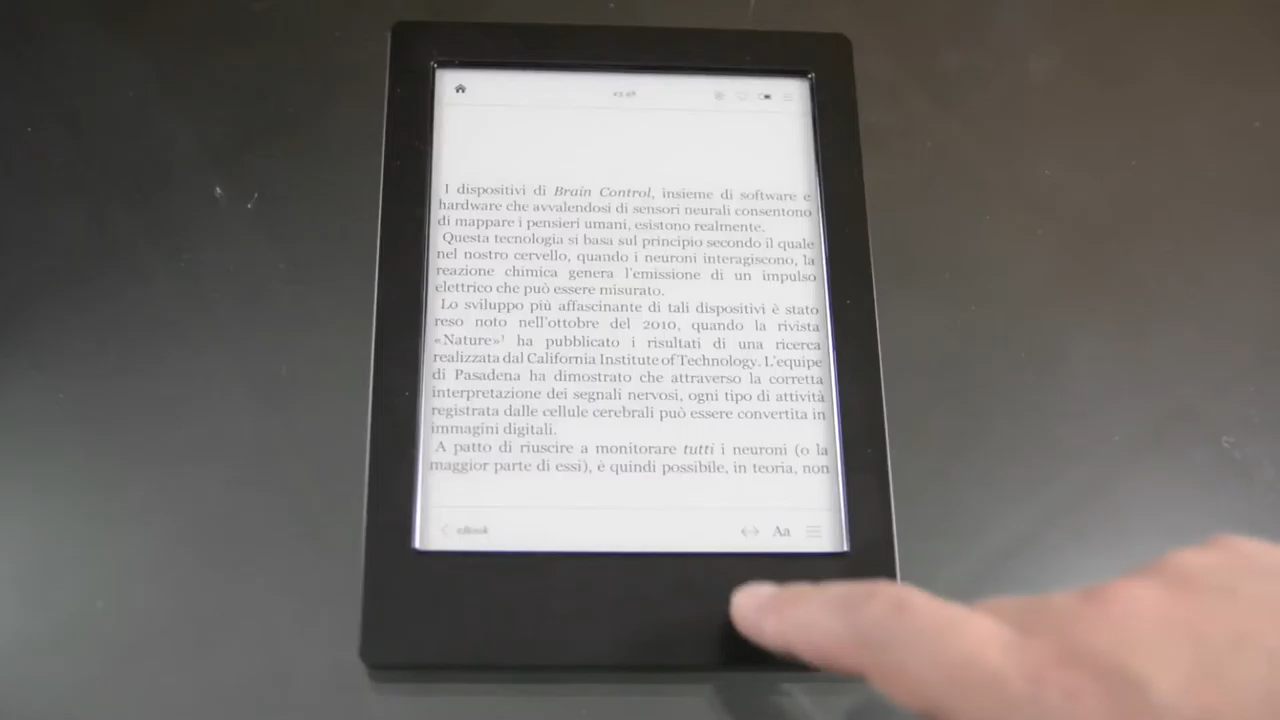 I dispositivi di Brain Control, insieme di software e
hardware che avvalendosi di sensori neurali consentono
di mappare i pensieri umani, esistono realmente.
Questa tecnologia si basa sul principio secondo il quale
nel nostro cervello, quando i neuroni interagiscono, la
reazione chimica genera l'emissione di un impulso
elettrico che può essere misurato.
Lo sviluppo più affascinante di tali dispositivi è stato
reso noto nell'ottobre del 2010, quando la rivista
«Nature»¹ ha pubblicato i risultati di una ricerca
realizzata dal California Institute of Technology. L'equipe
di Pasadena ha dimostrato che attraverso la corretta
interpretazione dei segnali nervosi, ogni tipo di attività
registrata dalle cellule cerebrali può essere convertita in
immagini digitali.
A patto di riuscire a monitorare tutti i neuroni (o la
maggior parte di essi), è quindi possibile, in teoria, non
eBook
Aa